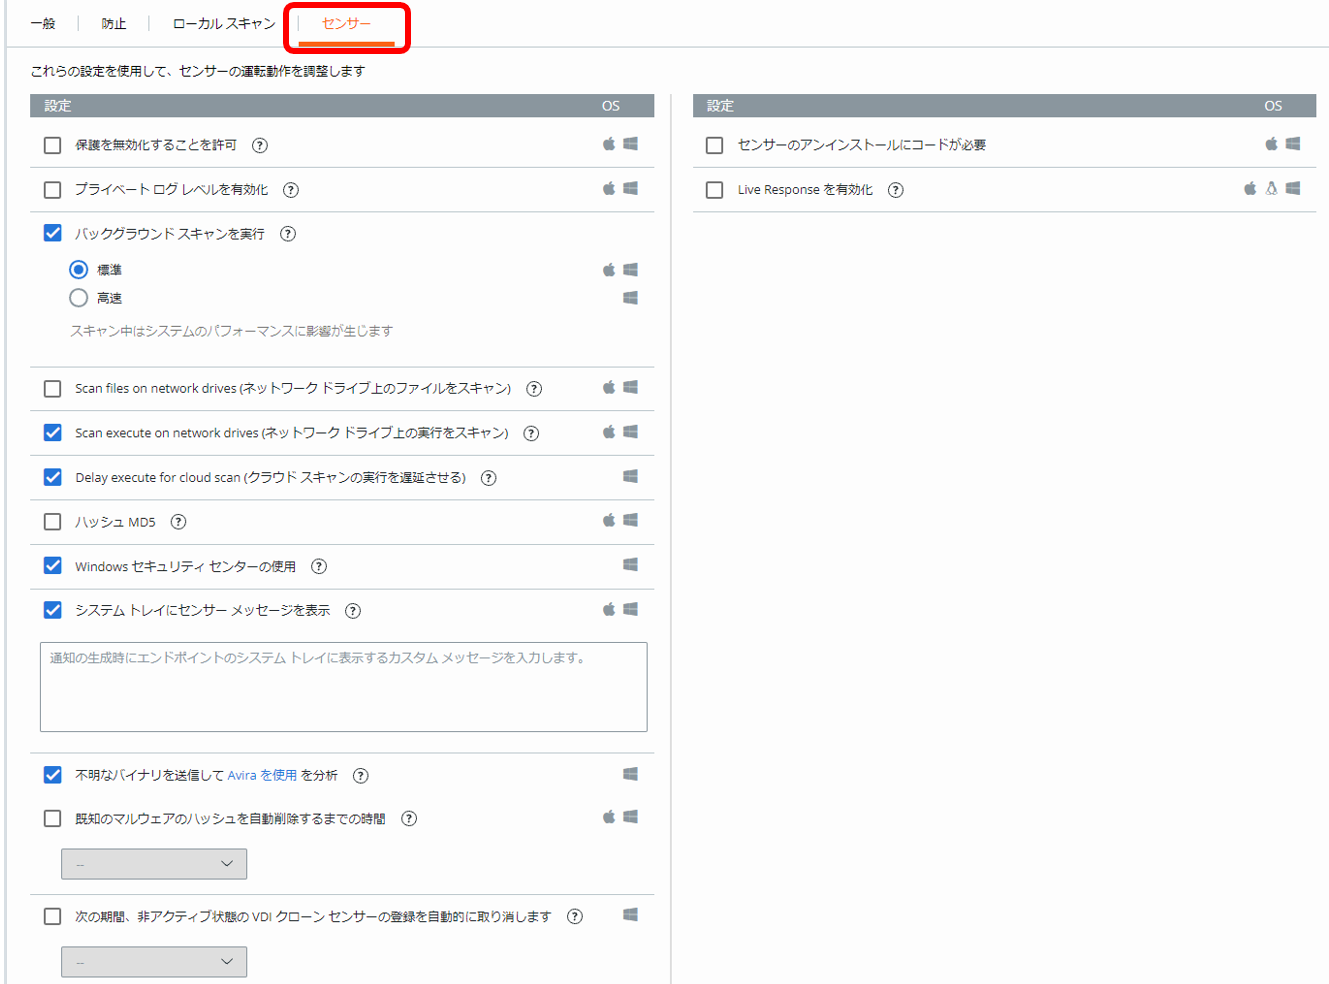 一般
防止
ローカル スキャン
センサー
これらの設定を使用して、センサーの運転動作を調整します
設定 OS
保護を無効化することを許可 ?
プライベート ログ レベルを有効化 ?
バックグラウンド スキャンを実行 ?
標準
高速
スキャン中はシステムのパフォーマンスに影響が生じます
Scan files on network drives (ネットワーク ドライブ上のファイルをスキャン) ?
Scan execute on network drives (ネットワーク ドライブ上の実行をスキャン) ?
Delay execute for cloud scan (クラウド スキャンの実行を遅延させる) ?
ハッシュ MD5 ?
Windows セキュリティ センターの使用 ?
システム トレイにセンサー メッセージを表示 ?
通知の生成時にエンドポイントのシステム トレイに表示するカスタム メッセージを入力します。
不明なバイナリを送信して Avira を使用 を分析 ?
既知のマルウェアのハッシュを自動削除するまでの時間 ?
--
次の期間、非アクティブ状態の VDI クローン センサーの登録を自動的に取り消します ?
--
設定 OS
センサーのアンインストールにコードが必要
Live Response を有効化 ?